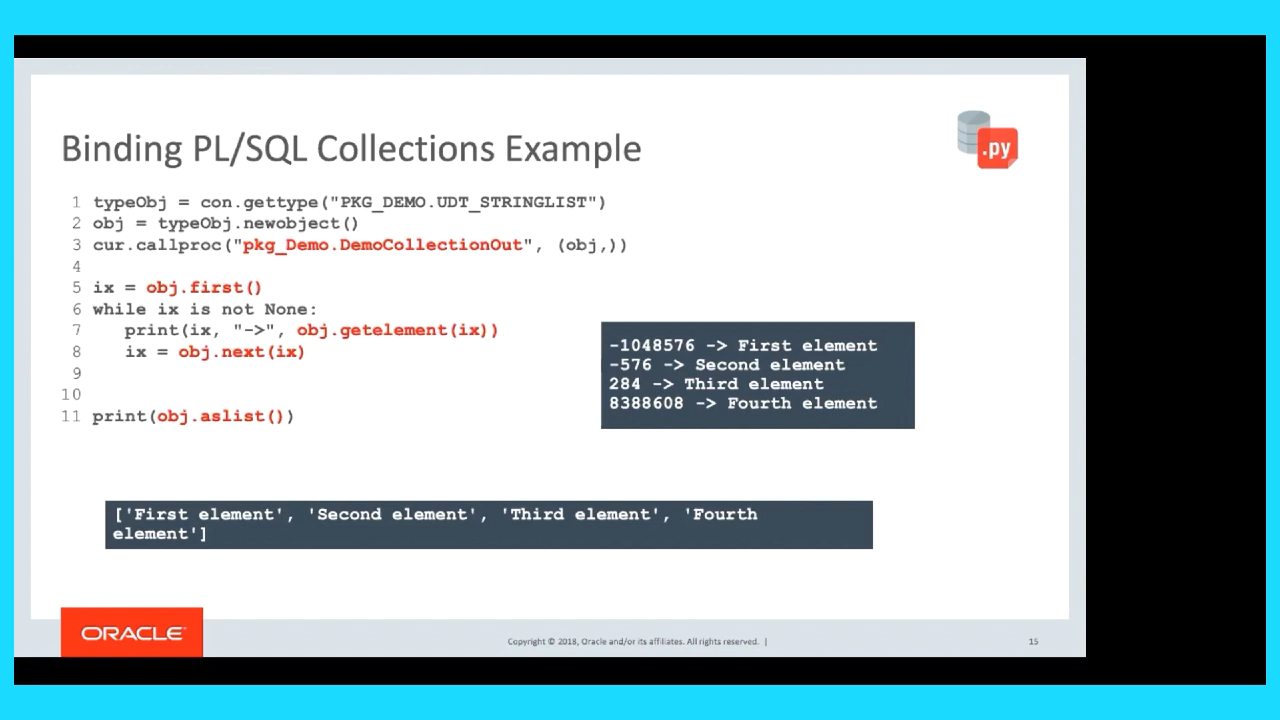 Binding PL/SQL Collections Example
.py
1 typeObj = con.gettype("PKG_DEMO.UDT_STRINGLIST")
2 obj = typeObj.newobject()
3 cur.callproc("pkg_Demo.DemoCollectionOut", (obj,))
4
5 ix = obj.first()
6 while ix is not None:
7    print(ix, "->", obj.getelement(ix))
8    ix = obj.next(ix)
9
10
11 print(obj.aslist())
-1048576 -> First element
-576 -> Second element
284 -> Third element
8388608 -> Fourth element
['First element', 'Second element', 'Third element', 'Fourth
element']
ORACLE®
Copyright © 2018, Oracle and/or its affiliates. All rights reserved. |
15